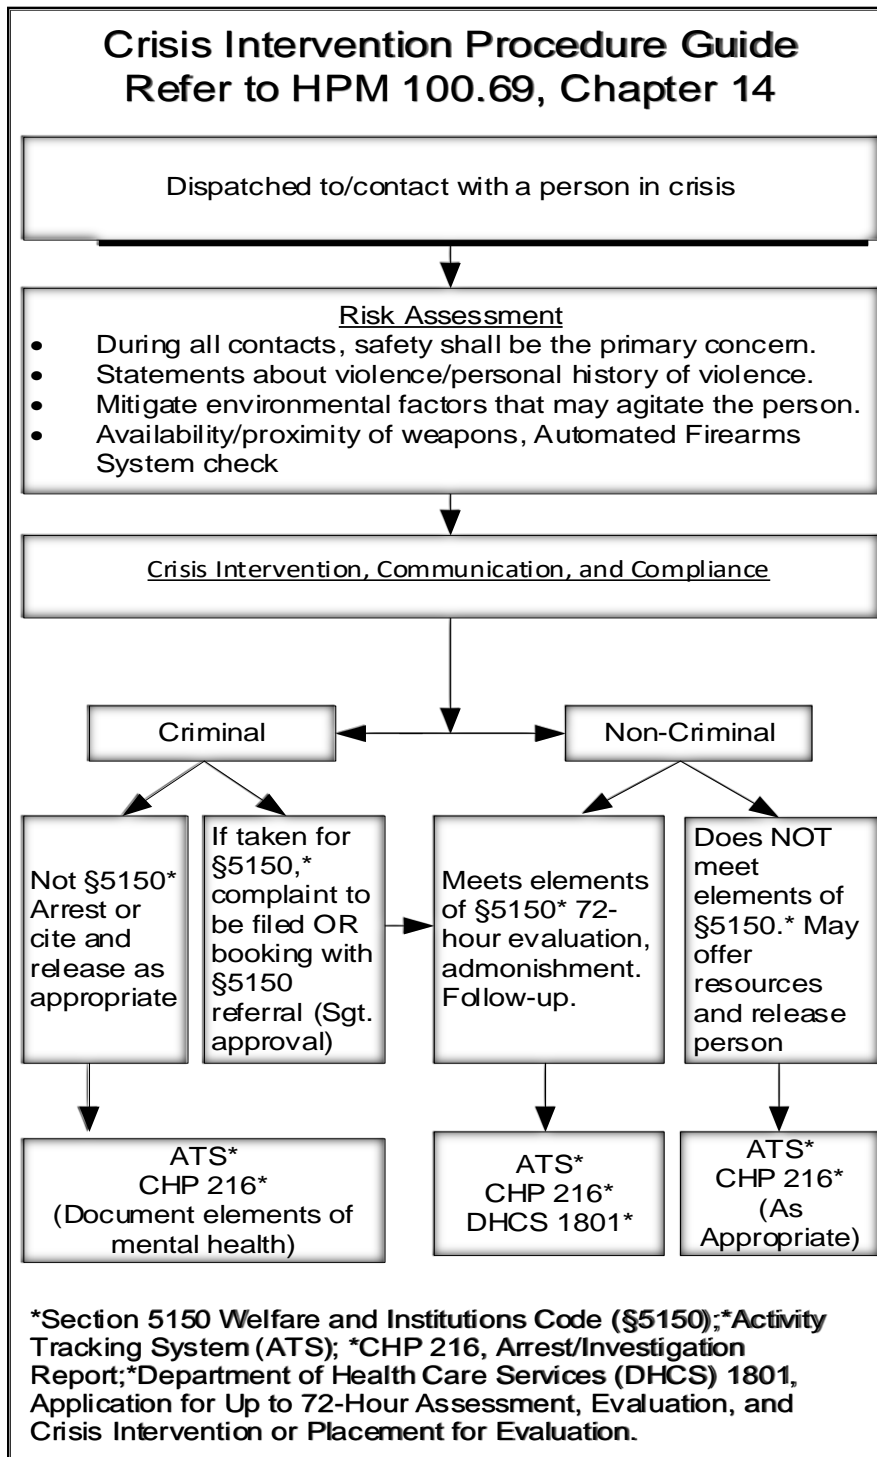 Crisis Intervention Procedure Guide
Refer to HPM 100.69, Chapter 14
Dispatched to/contact with a person in crisis
Risk Assessment
• During all contacts, safety shall be the primary concern.
• Statements about violence/personal history of violence.
• Mitigate environmental factors that may agitate the person.
• Availability/proximity of weapons, Automated Firearms
System check
Crisis Intervention, Communication, and Compliance
Criminal
Non-Criminal
Not §5150*
Arrest or
cite and
release as
appropriate
If taken for
§5150,*
complaint to
be filed OR
booking with
§5150
referral (Sgt.
approval)
Meets elements
of §5150* 72-
hour evaluation,
admonishment.
Follow-up.
Does NOT
meet
elements of
§5150.* May
offer
resources
and release
person
ATS*
CHP 216*
(Document elements of
mental health)
ATS*
CHP 216*
DHCS 1801*
ATS*
CHP 216*
(As
Appropriate)
*Section 5150 Welfare and Institutions Code (§5150);*Activity
Tracking System (ATS); *CHP 216, Arrest/Investigation
Report;*Department of Health Care Services (DHCS) 1801,
Application for Up to 72-Hour Assessment, Evaluation, and
Crisis Intervention or Placement for Evaluation.